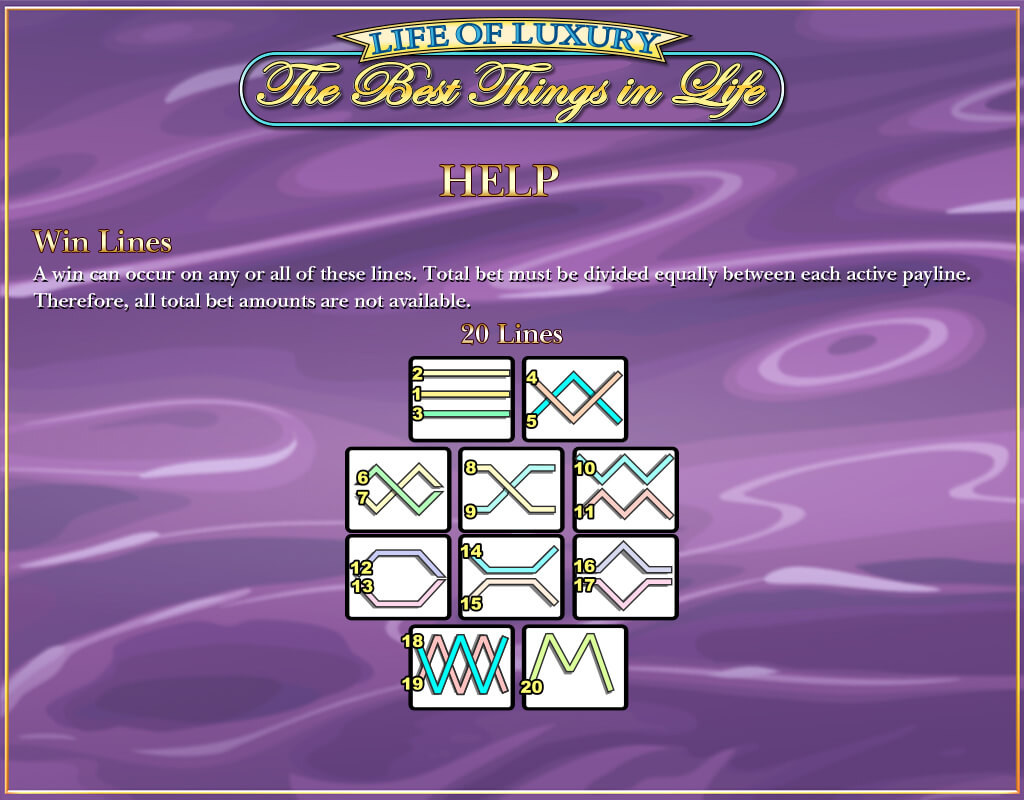 LIFE OF LUXURY
The Best Things in Life
HELP
Win Lines
A win can occur on any or all of these lines. Total bet must be divided equally between each active payline.
Therefore, all total bet amounts are not available.
20 Lines
2
1
3
4
5
6
7
8
9
10
11
12
13
14
15
16
17
18
19
20